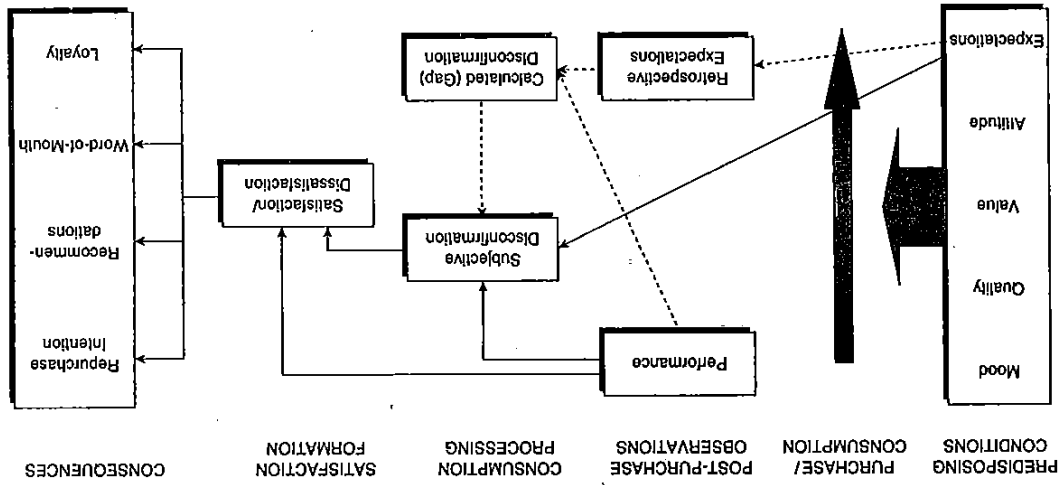 PREDISPOSING
CONDITIONS
PURCHASE/
CONSUMPTION
POST-PURCHASE
OBSERVATIONS
CONSUMPTION
PROCESSING
SATISFACTION
FORMATION
CONSEQUENCES
Mood
Quality
Value
Attitude
Expectations
Performance
Retrospective
Expectations
Subjective
Disconfirmation
Calculated (Gap)
Disconfirmation
Satisfaction/
Dissatisfaction
Repurchase
Intention
Recommen-
dations
Word-of-Mouth
Loyalty